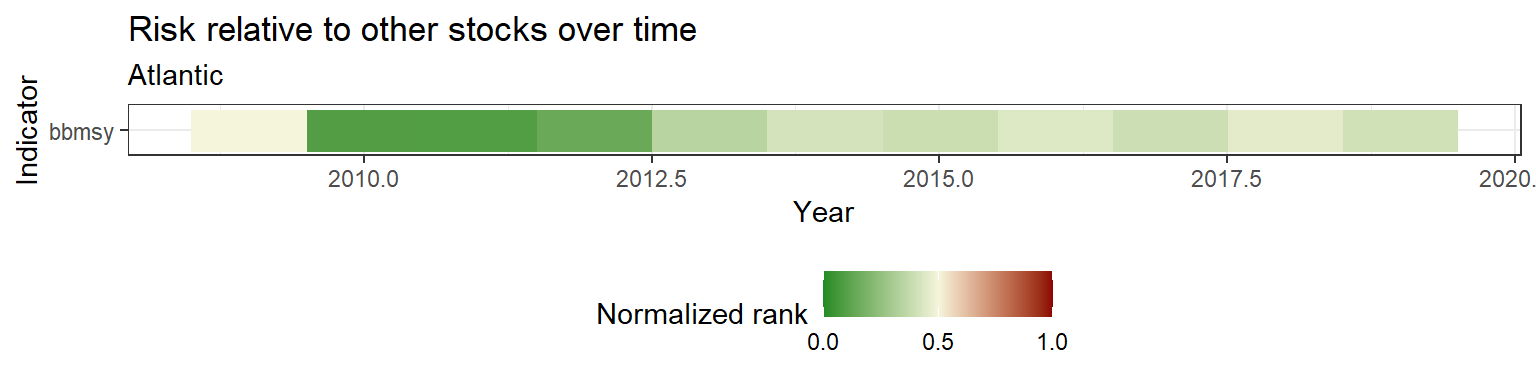 Risk relative to other stocks over time
Atlantic
Indicator
bbmsy
2010.0 2012.5 2015.0 2017.5 2020.
Year
Normalized rank
0.0 0.5 1.0